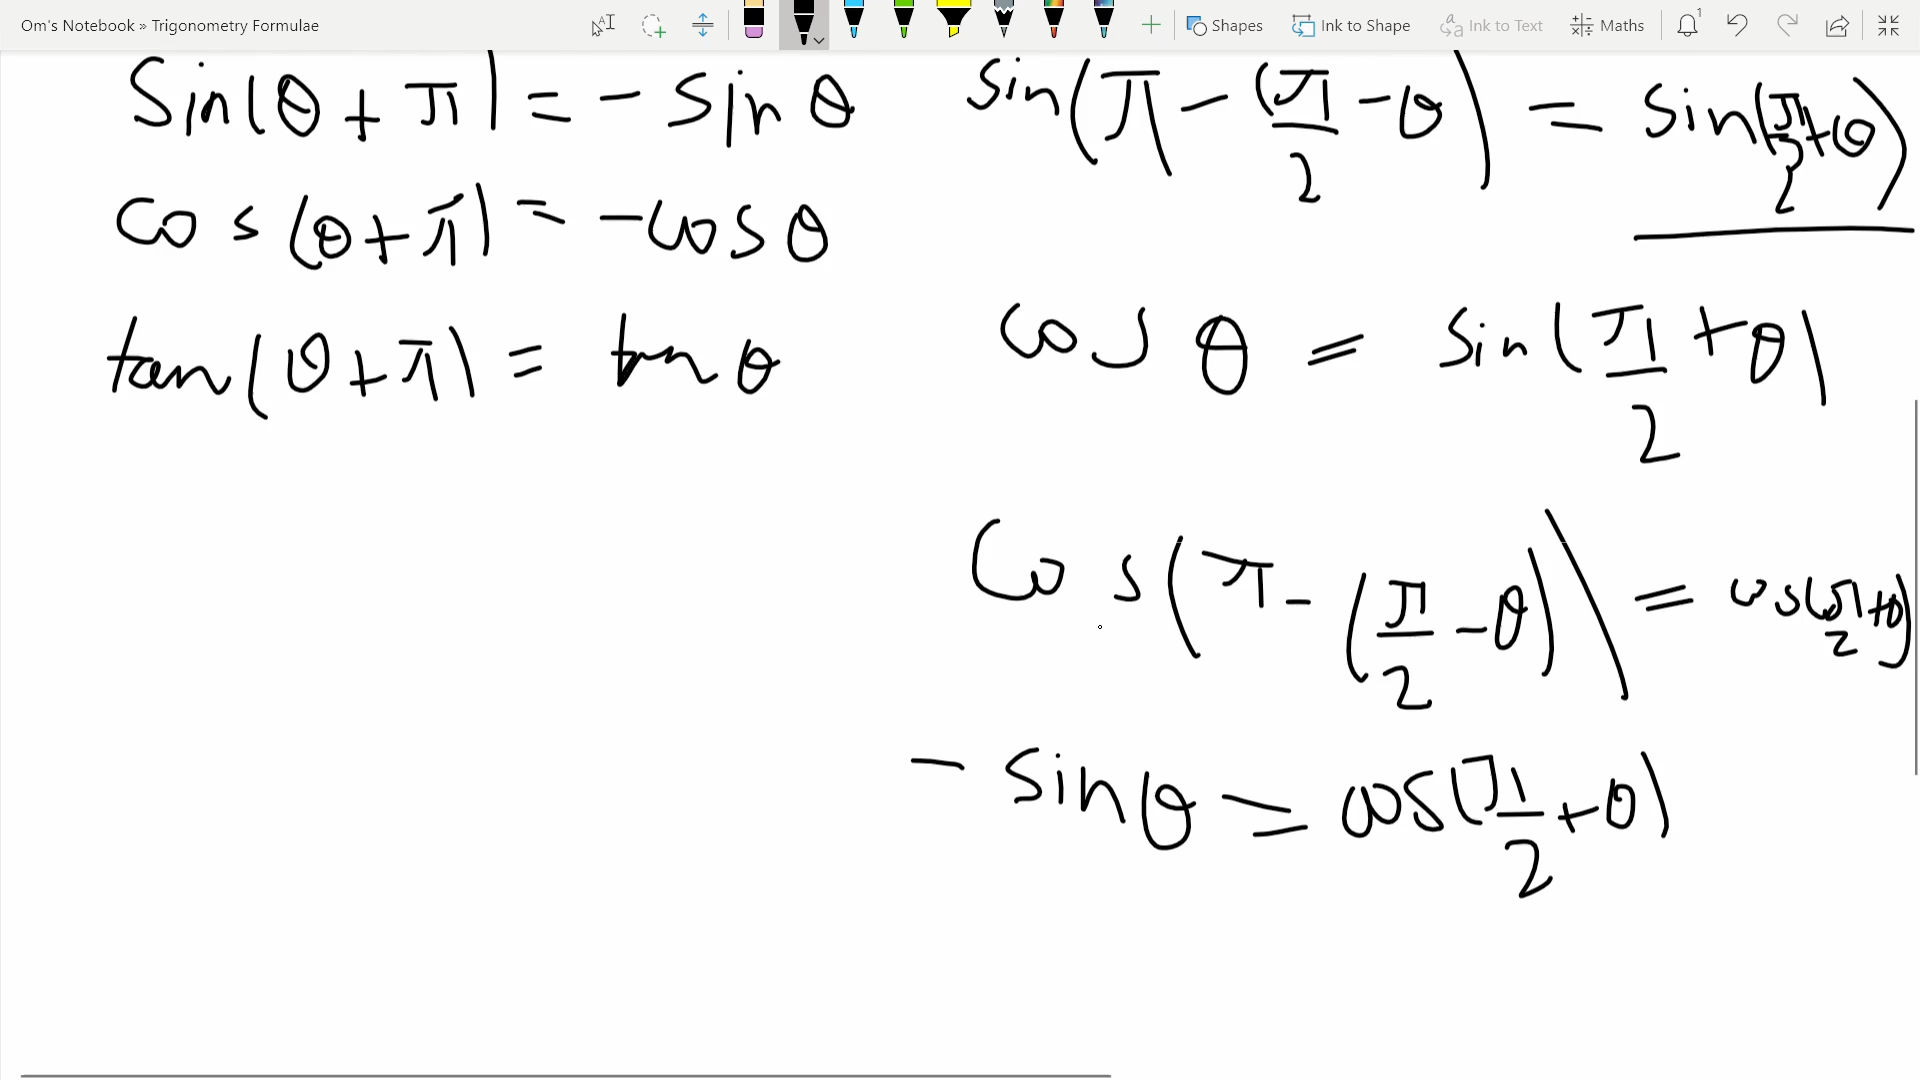 Om's Notebook » Trigonometry Formulae
Shapes Ink to Shape Ink to Text Maths 1
Sin(θ + π) = - sin θ
cos (θ + π) = - cos θ
tan (θ + π) = tan θ
sin(π - (π/2 - θ) = sin(π/2 + θ)
cos θ = sin(π/2 + θ)
Cos(π - (π/2 - θ)) = cos(π/2 + θ)
- sin θ = cos(π/2 + θ)